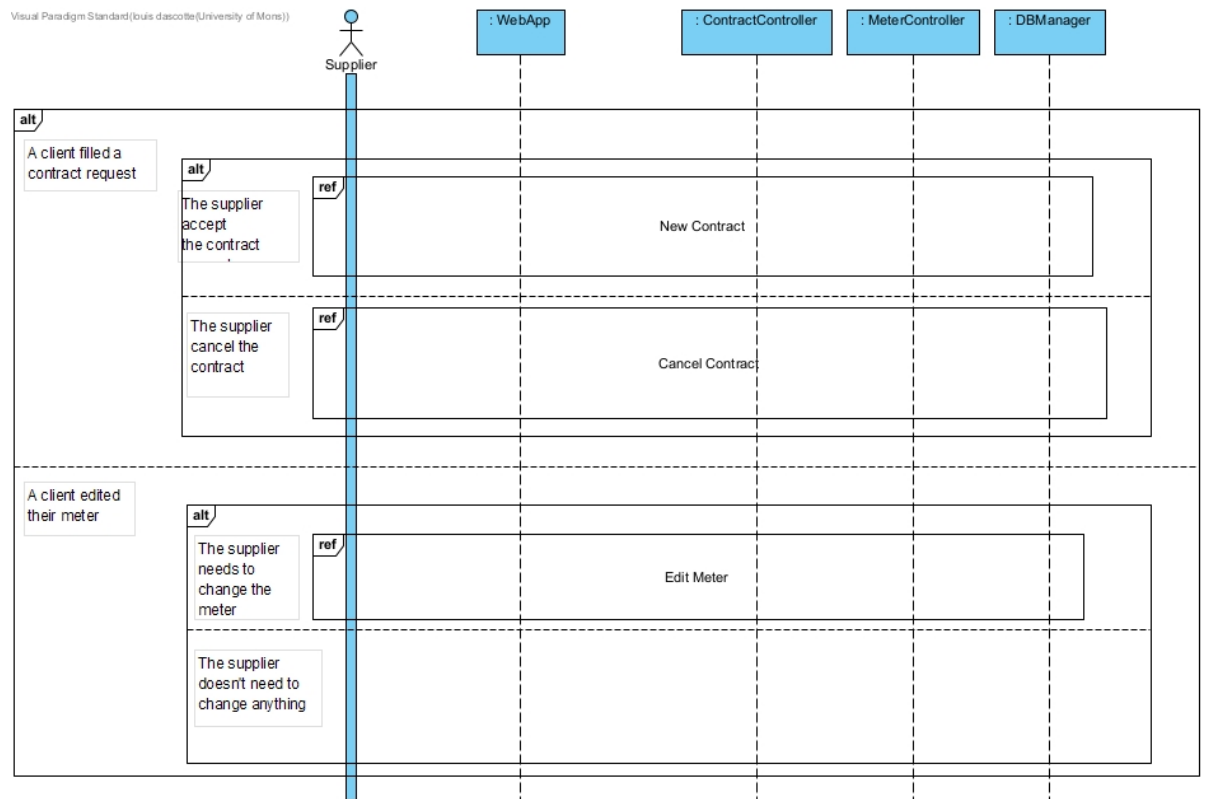 Visual Paradigm Standard(louis dascotte(University of Mons))
Supplier
: WebApp
: ContractController
: MeterController
: DBManager
alt
A client filled a
contract request
alt
The supplier
accept
the contract
ref
New Contract
The supplier
cancel the
contract
ref
Cancel Contract
A client edited
their meter
alt
The supplier
needs to
change the
meter
ref
Edit Meter
The supplier
doesn't need to
change anything